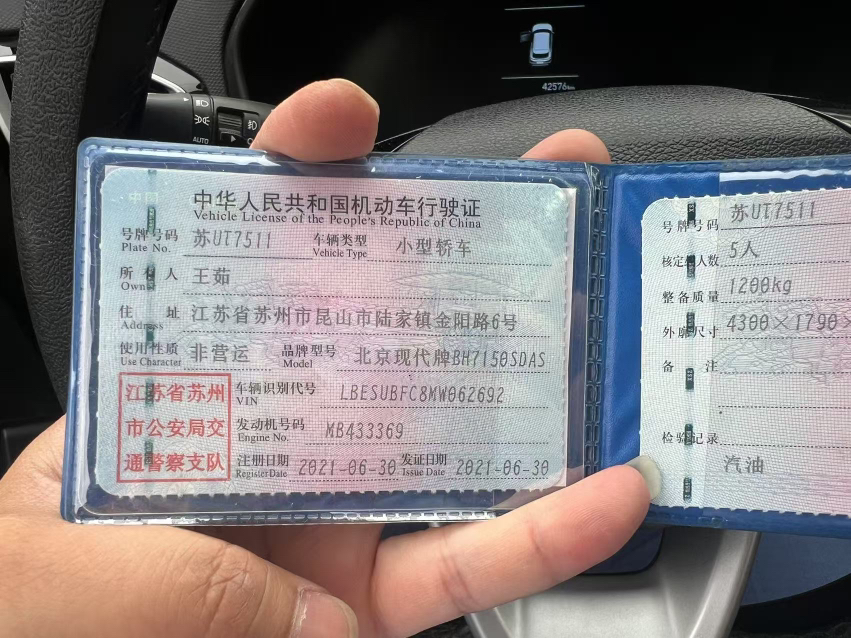 42576km
AUTO
中华人民共和国机动车行驶证
Vehicle License of the People's Republic of China
号牌号码 苏UT7511 车辆类型 小型轿车
Plate No. Vehicle Type
所有人 王茹
Owner
住址 江苏省苏州市昆山市陆家镇金阳路6号
Address
使用性质 非营运 品牌型号 北京现代牌BH7150SDAS
Use Character Model
江苏省苏州
市公安局交
通警察支队
车辆识别代号 LBESUBFC8MW062692
VIN
发动机号码 MB433369
Engine No.
注册日期 2021-06-30 发证日期 2021-06-30
Register Date Issue Date
号牌号码 苏UT7511
核定人数 5人
整备质量 1200kg
外廓尺寸 4300×1790×
备注
检验记录
汽油